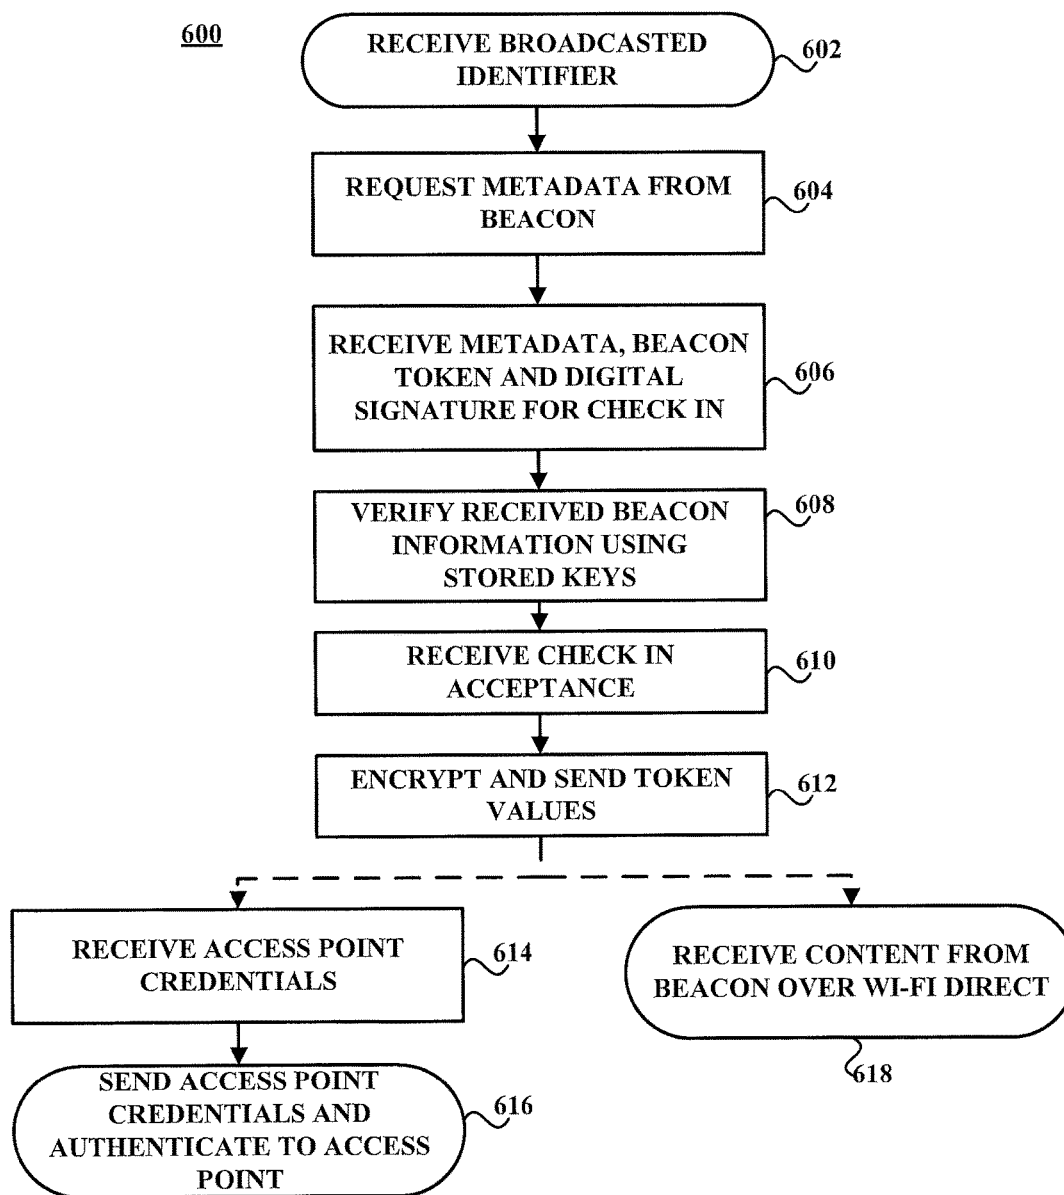 600
RECEIVE BROADCASTED
IDENTIFIER
602
REQUEST METADATA FROM
BEACON
604
RECEIVE METADATA, BEACON
TOKEN AND DIGITAL
SIGNATURE FOR CHECK IN
606
VERIFY RECEIVED BEACON
INFORMATION USING
STORED KEYS
608
RECEIVE CHECK IN
ACCEPTANCE
610
ENCRYPT AND SEND TOKEN
VALUES
612
RECEIVE ACCESS POINT
CREDENTIALS
614
RECEIVE CONTENT FROM
BEACON OVER WI-FI DIRECT
618
SEND ACCESS POINT
CREDENTIALS AND
AUTHENTICATE TO ACCESS
POINT
616